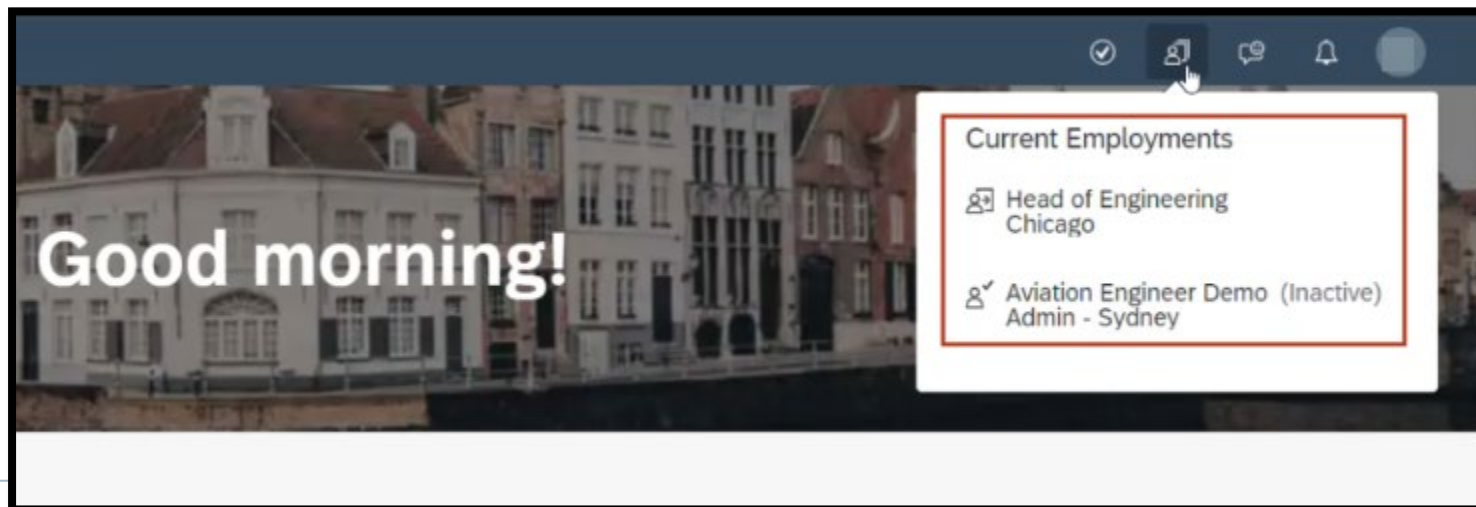 Good morning!
Current Employments
Head of Engineering
Chicago
Aviation Engineer Demo (Inactive)
Admin - Sydney